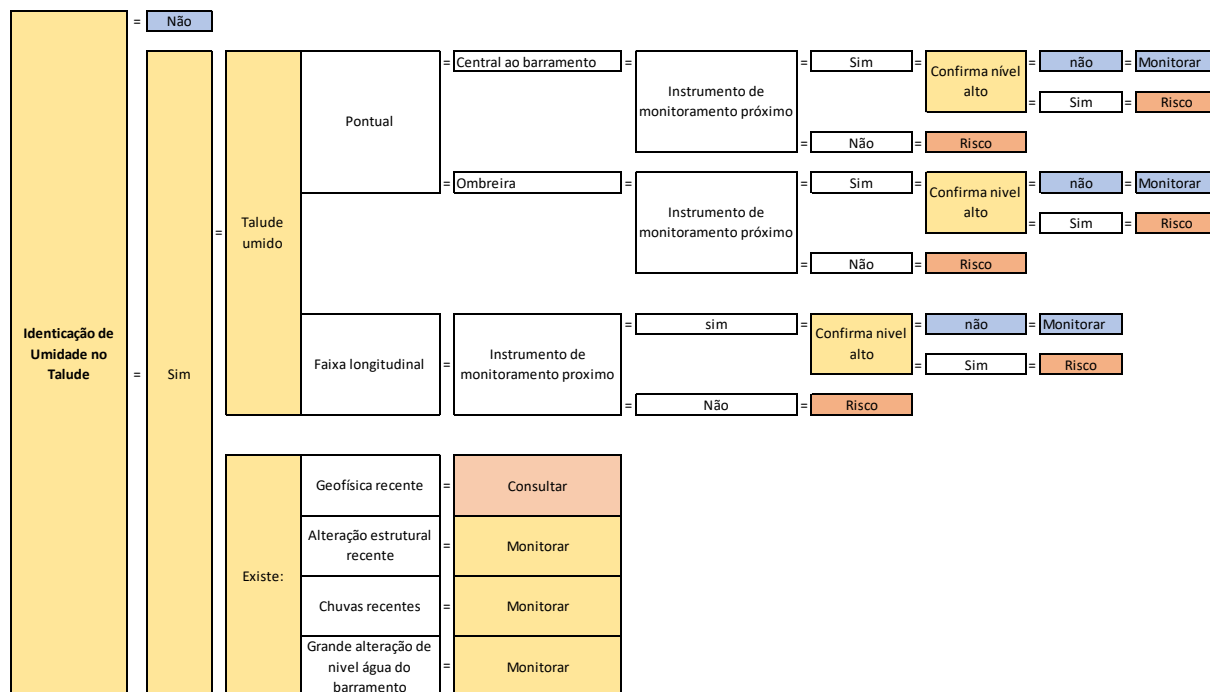 = Não
= Central ao barramento = Sim = não = Monitorar
Confirma nível
alto
Instrumento de
monitoramento próximo
= Sim = Risco
Pontual
= Não = Risco
= Ombreira = Sim = não = Monitorar
Confirma nivel
alto
Instrumento de
monitoramento próximo
= Sim = Risco
= Talude
umido
= Não = Risco
= sim = não = Monitorar
Confirma nivel
alto
Identicação de
Umidade no
Talude
= Sim
Faixa longitudinal =
Instrumento de
monitoramento proximo
= Sim = Risco
= Não = Risco
Geofísica recente = Consultar
Alteração estrutural
recente
= Monitorar
Existe:
Chuvas recentes = Monitorar
Grande alteração de
nivel água do
barramento
= Monitorar